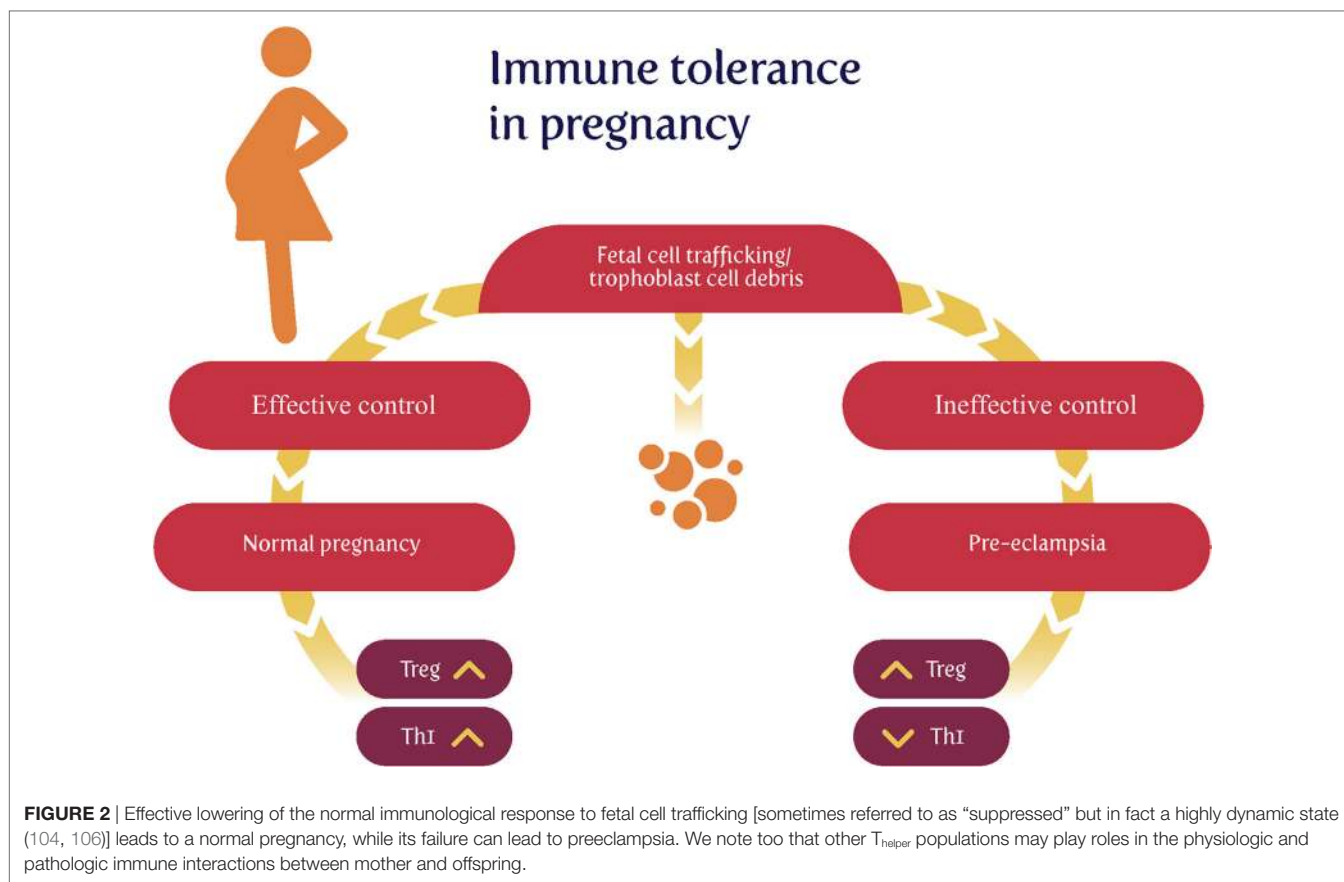 Immune tolerance
in pregnancy
Fetal cell trafficking/
trophoblast cell debris
Effective control
Ineffective control
Normal pregnancy
Pre-eclampsia
Treg
Treg
ThI
ThI
FIGURE 2 | Effective lowering of the normal immunological response to fetal cell trafficking [sometimes referred to as “suppressed” but in fact a highly dynamic state
(104, 106)] leads to a normal pregnancy, while its failure can lead to preeclampsia. We note too that other Thelper populations may play roles in the physiologic and
pathologic immune interactions between mother and offspring.